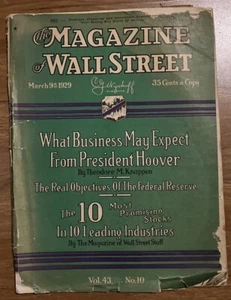 The
MAGAZINE
of WALL STREET
March 9th 1929
35 Cents a Copy
What Business May Expect
From President Hoover
By Theodore M. Knappen
The Real Objectives Of The Federal Reserve
The 10 Most Promising Stocks
In 10 Leading Industries
By The Magazine of Wall Street Staff
Vol. 43 No. 10